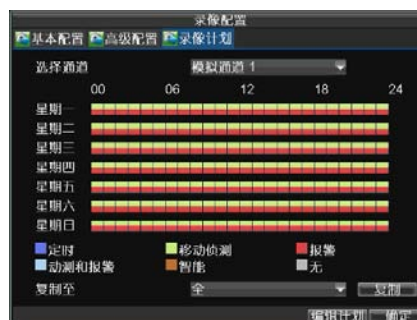 录像配置
基本配置 高级配置 录像计划
选择通道 模拟通道 1
00 06 12 18 24
星期一
星期二
星期三
星期四
星期五
星期六
星期日
定时 移动侦测 报警
动测和报警 智能 无
复制至 全 复制
编辑计划 确定